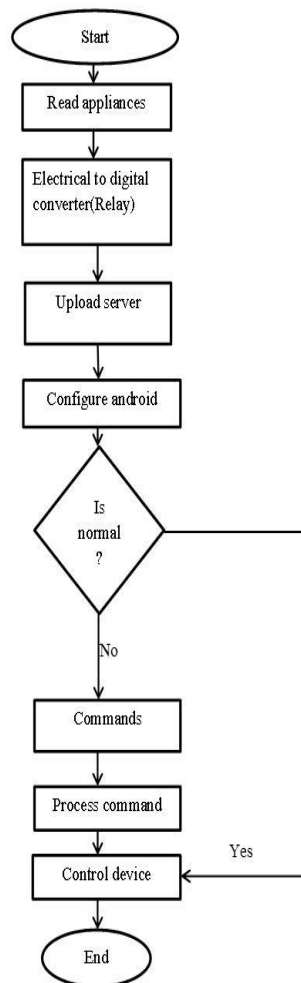 Start
Read appliances
Electrical to digital
converter(Relay)
Upload server
Configure android
Is
normal
?
No
Commands
Process command
Yes
Control device
End